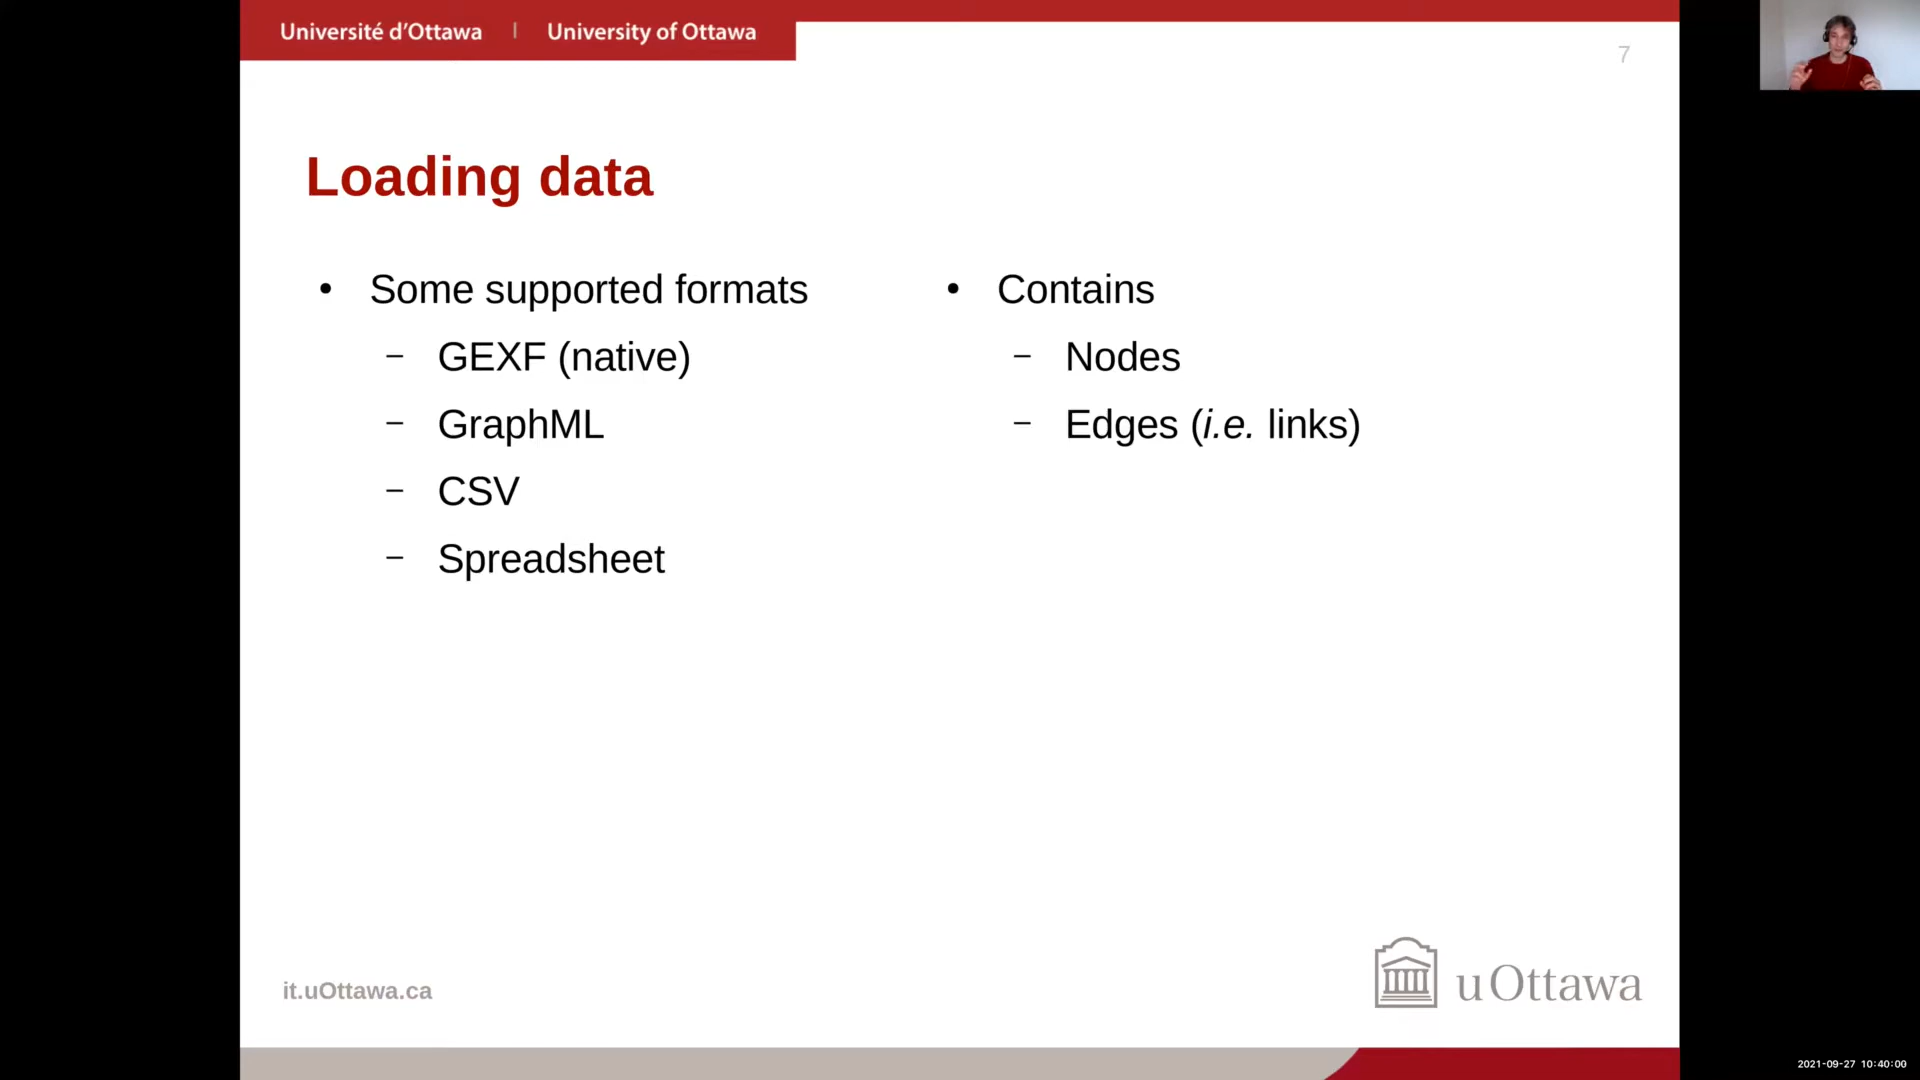 Université d'Ottawa | University of Ottawa
7
Loading data
• Some supported formats
– GEXF (native)
– GraphML
– CSV
– Spreadsheet
• Contains
– Nodes
– Edges (i.e. links)
it.uOttawa.ca
uOttawa
2021-09-27 10:40:00